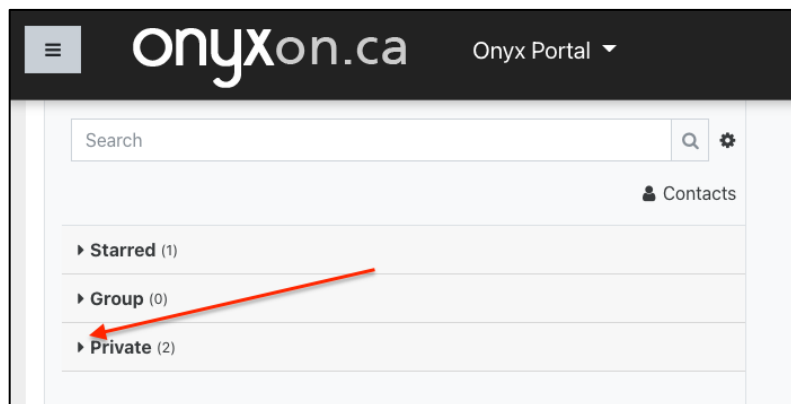 onyxon.ca Onyx Portal
Search
Contacts
Starred (1)
Group (0)
Private (2)